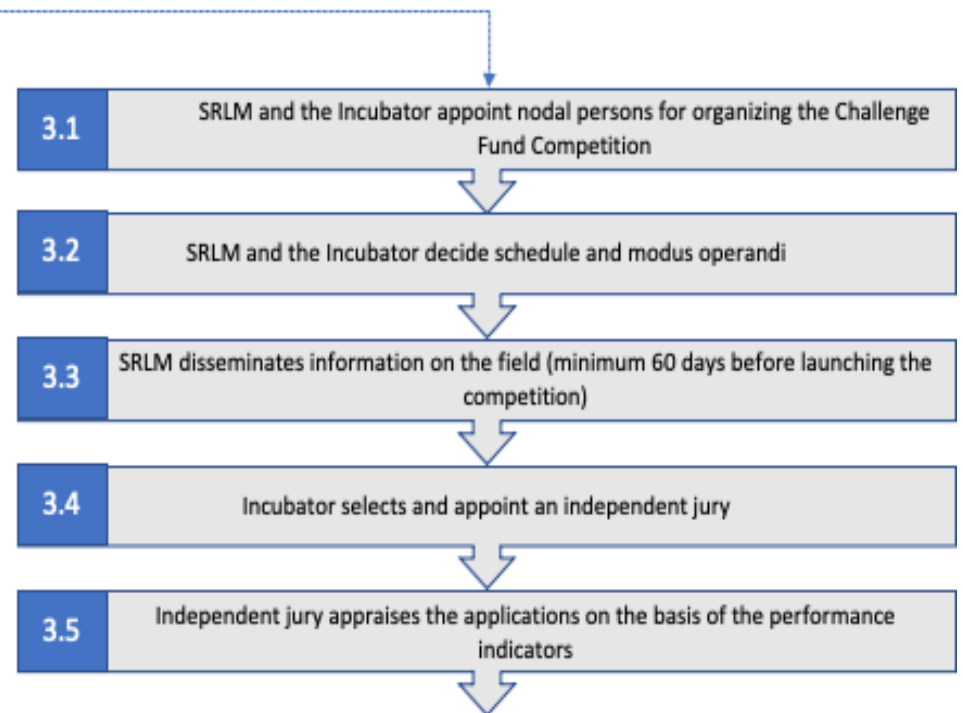 3.1
SRLM and the Incubator appoint nodal persons for organizing the Challenge
Fund Competition
3.2
SRLM and the Incubator decide schedule and modus operandi
3.3
SRLM disseminates information on the field (minimum 60 days before launching the
competition)
3.4
Incubator selects and appoint an independent jury
3.5
Independent jury appraises the applications on the basis of the performance
indicators